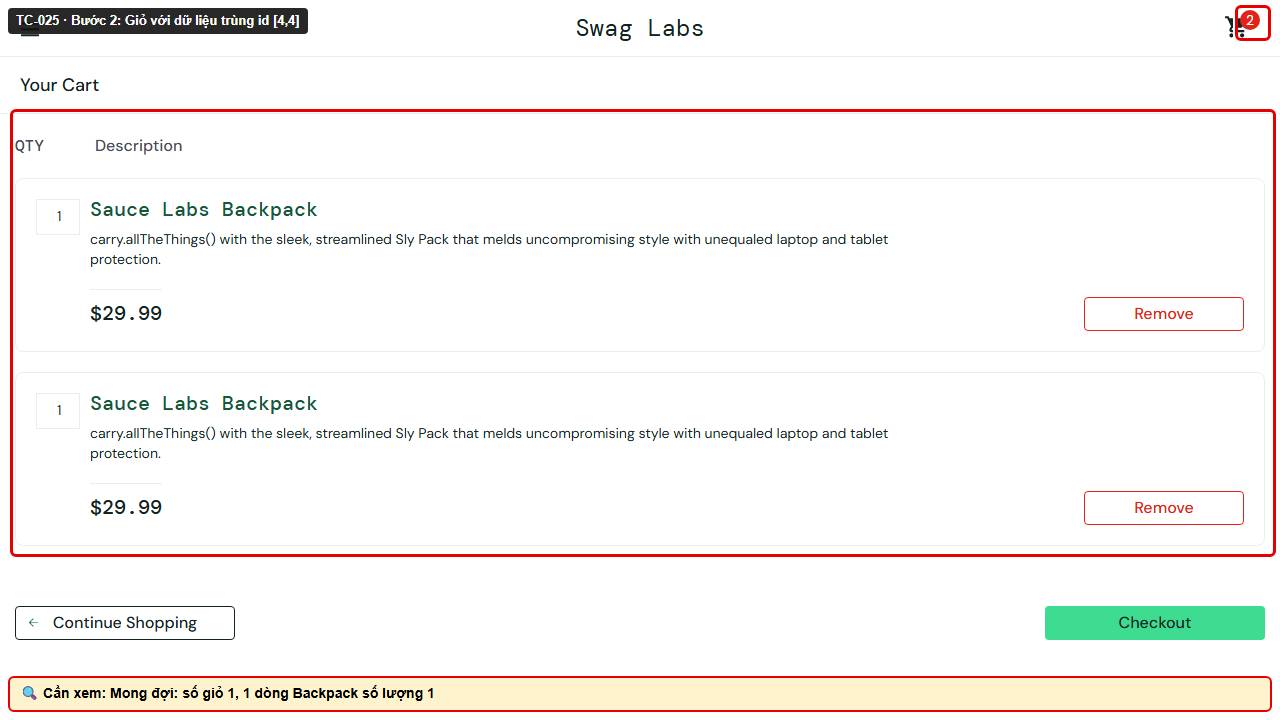 TC-025 · Bước 2: Giỏ với dữ liệu trùng id [4,4]
Swag Labs
2
Your Cart
QTY Description
1
Sauce Labs Backpack
carry.allTheThings() with the sleek, streamlined Sly Pack that melds uncompromising style with unequaled laptop and tablet
protection.
$29.99
Remove
1
Sauce Labs Backpack
carry.allTheThings() with the sleek, streamlined Sly Pack that melds uncompromising style with unequaled laptop and tablet
protection.
$29.99
Remove
Continue Shopping
Checkout
Cần xem: Mong đợi: số giỏ 1, 1 dòng Backpack số lượng 1